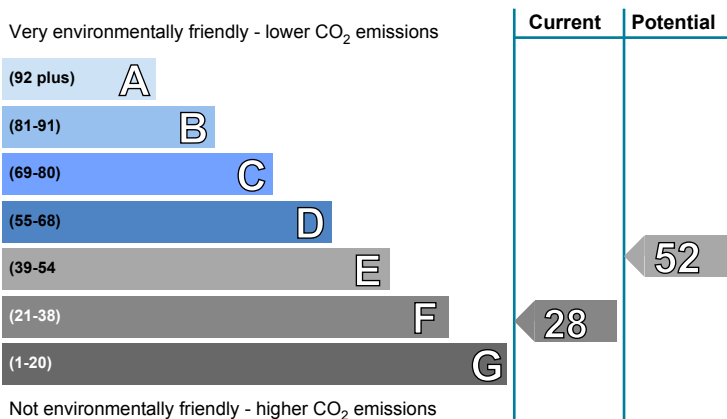 Current Potential
Very environmentally friendly - lower CO₂ emissions
(92 plus) A
(81-91) B
(69-80) C
(55-68) D
(39-54 E
52
(21-38) F
28
(1-20) G
Not environmentally friendly - higher CO₂ emissions